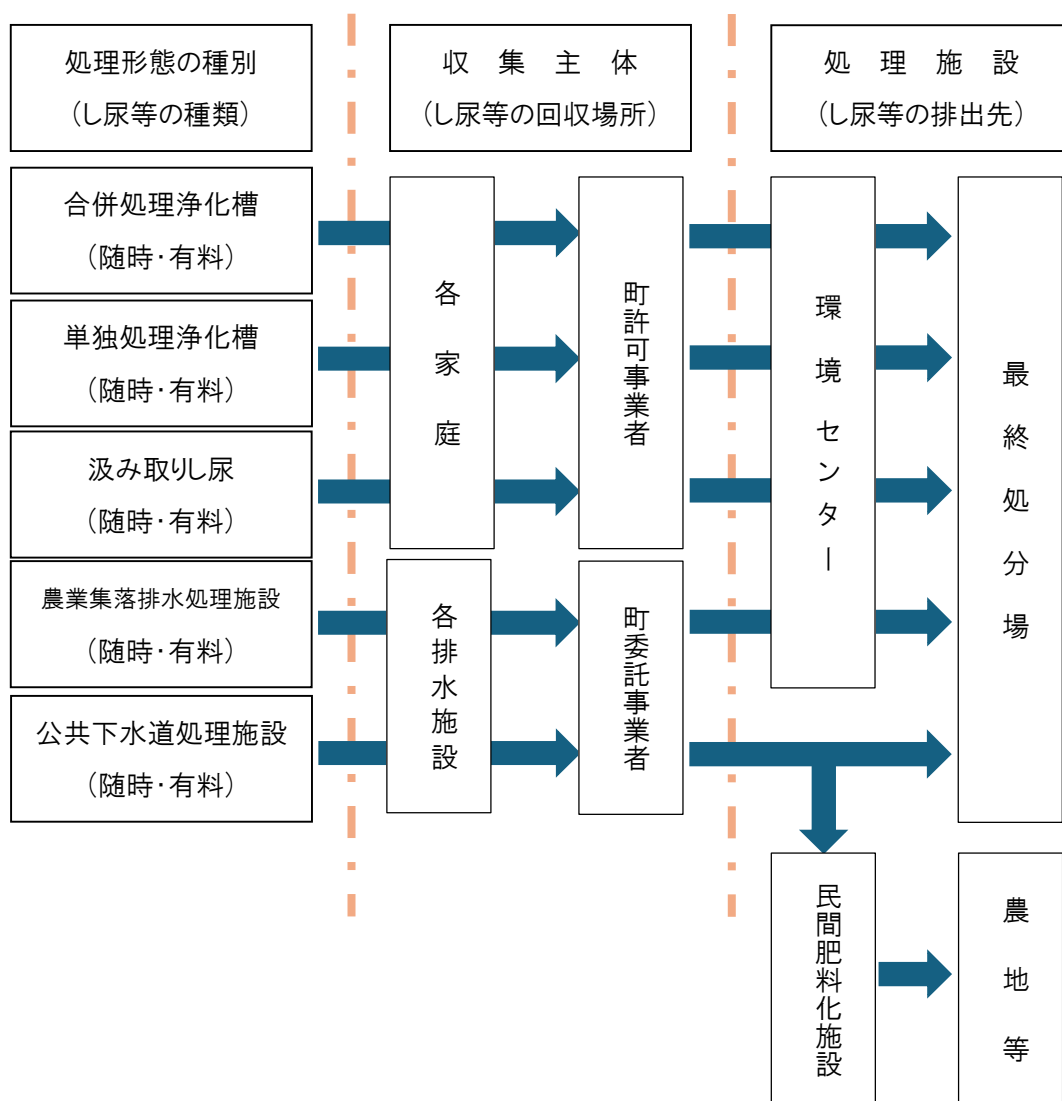 処理形態の種別
（し尿等の種類）
収集主体
（し尿等の回収場所）
処理施設
（し尿等の排出先）
合併処理浄化槽
（随時・有料）
単独処理浄化槽
（随時・有料）
汲み取りし尿
（随時・有料）
農業集落排水処理施設
（随時・有料）
公共下水道処理施設
（随時・有料）
各家庭
各排水施設
町許可事業者
町委託事業者
環境センター
最終処分場
民間肥料化施設
農地等